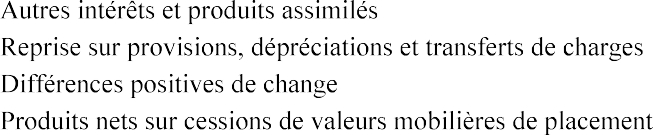 Autres intérêts et produits assimilés
Reprise sur provisions, dépréciations et transferts de charges
Différences positives de change
Produits nets sur cessions de valeurs mobilières de placement